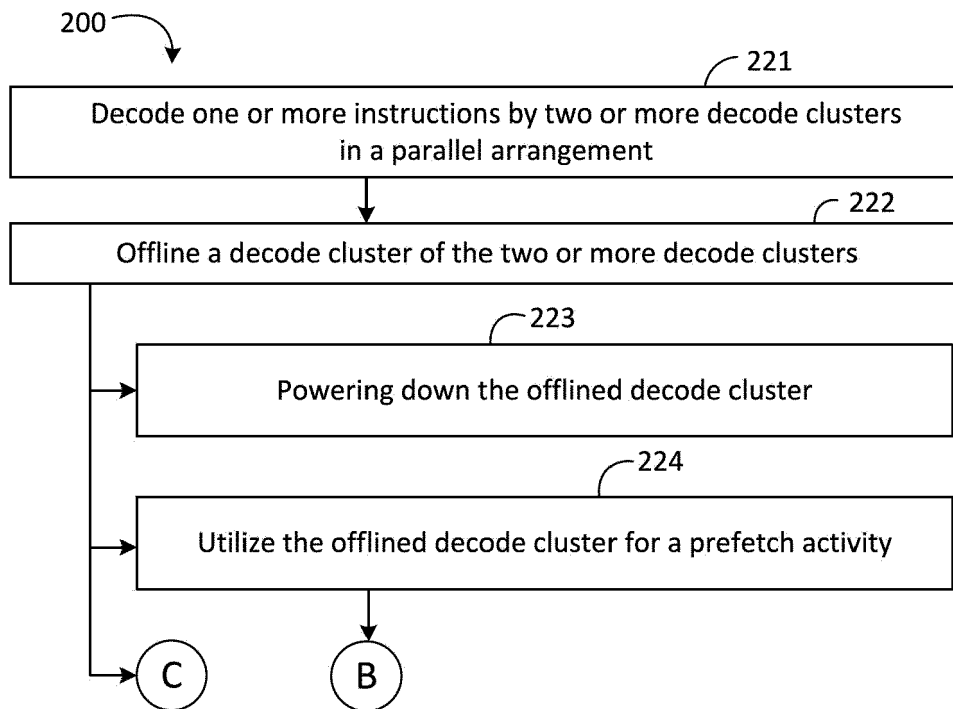 200
221
Decode one or more instructions by two or more decode clusters
in a parallel arrangement
222
Offline a decode cluster of the two or more decode clusters
223
Powering down the offlined decode cluster
224
Utilize the offlined decode cluster for a prefetch activity
C
B